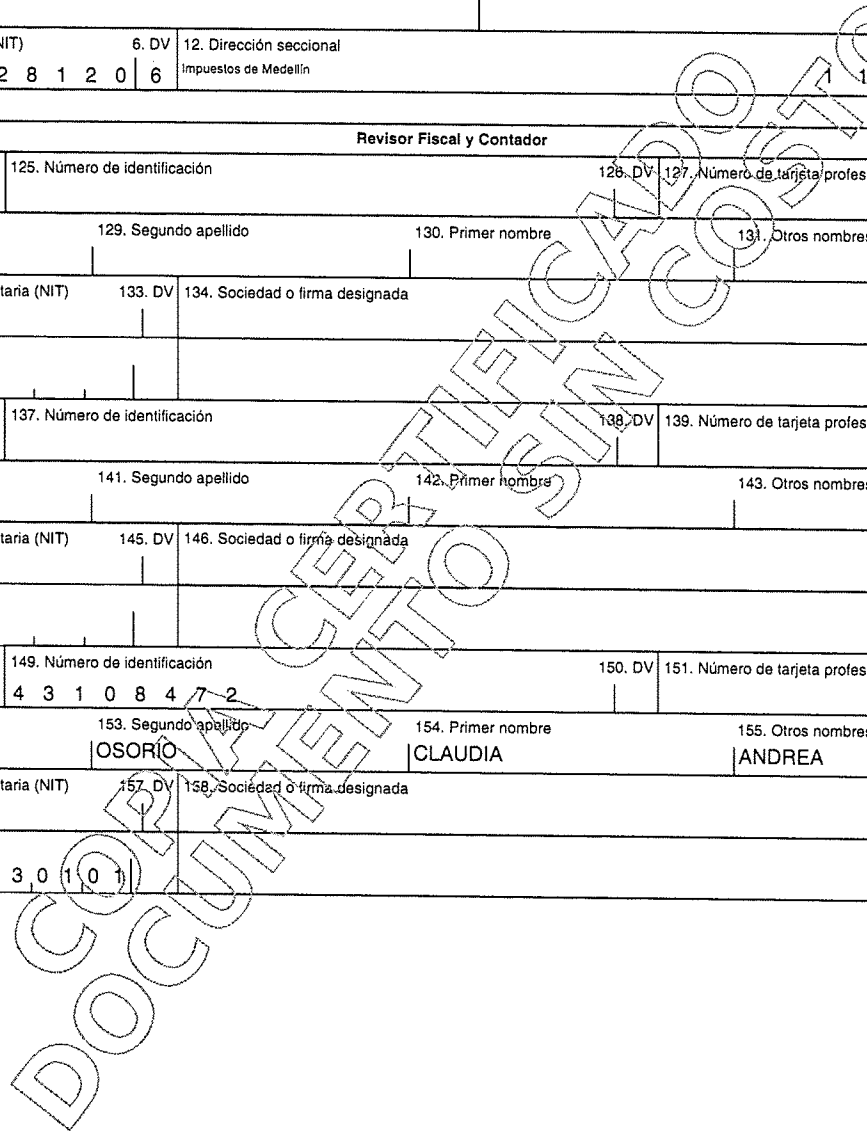 NIT) 6. DV 12. Dirección seccional
2 8 1 2 0 6 Impuestos de Medellín 1 1
Revisor Fiscal y Contador
125. Número de identificación 126. DV 127. Número de tarjeta profes
129. Segundo apellido 130. Primer nombre 131. Otros nombres
taria (NIT) 133. DV 134. Sociedad o firma designada
137. Número de identificación 138. DV 139. Número de tarjeta profes
141. Segundo apellido 142. Primer nombre 143. Otros nombres
taria (NIT) 145. DV 146. Sociedad o firma designada
149. Número de identificación 150. DV 151. Número de tarjeta profes
4 3 1 0 8 4 7 2
153. Segundo apellido 154. Primer nombre 155. Otros nombres
OSORIO CLAUDIA ANDREA
taria (NIT) 157. DV 158. Sociedad o firma designada
3 0 1 0 1
COPIA CERTIFICADO
DOCUMENTO SIN COSTO